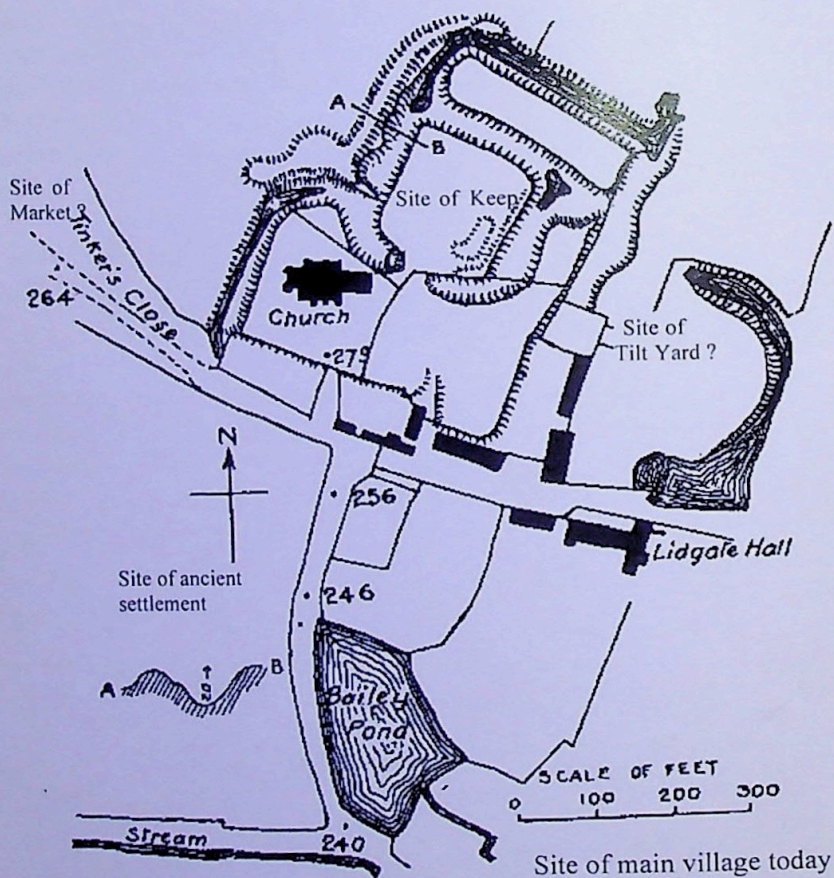 A
B
Site of Keep
Site of
Market ?
Tinker's Close
264
Church
279
Site of
Tilt Yard ?
N
256
Lidgate Hall
Site of ancient
settlement
246
A
B
Bailey
Pond
SCALE OF FEET
0 100 200 300
Stream
240
Site of main village today